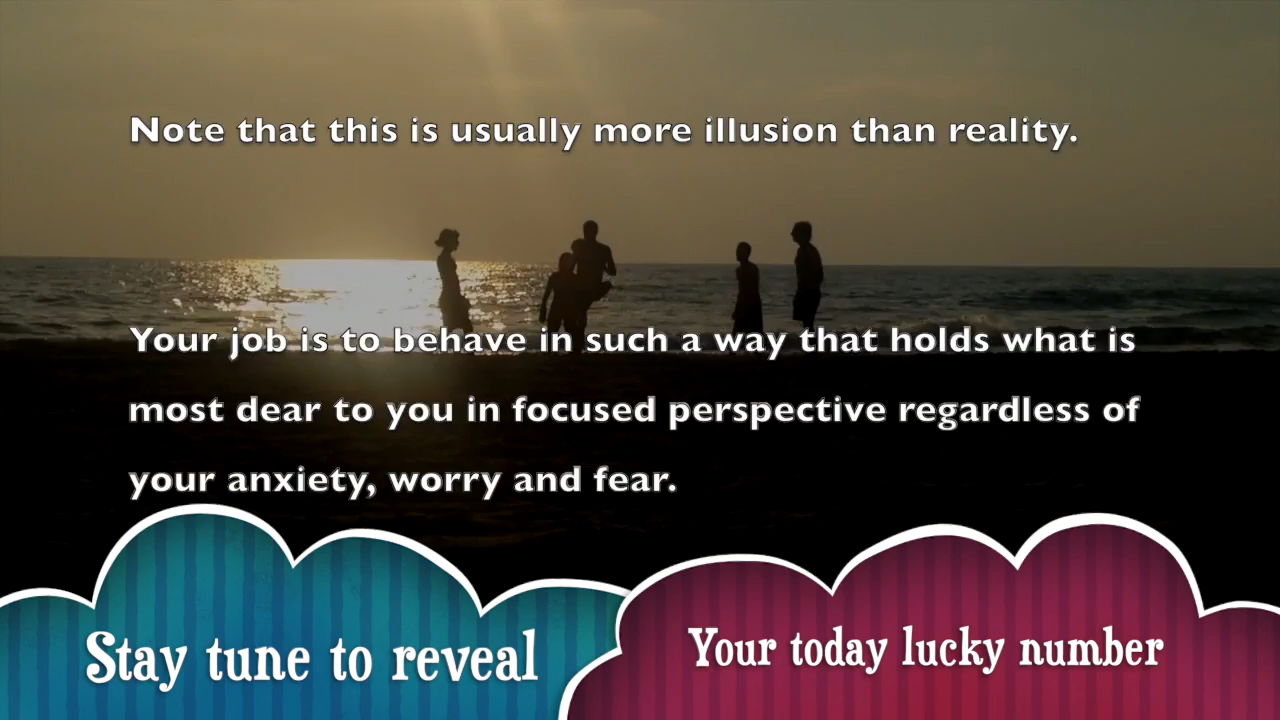 Note that this is usually more illusion than reality.
Your job is to behave in such a way that holds what is
most dear to you in focused perspective regardless of
your anxiety, worry and fear.
Stay tune to reveal
Your today lucky number